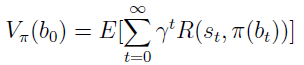 V_π(b_0) = E[∑_{t=0}^{∞} γ^t R(s_t, π(b_t))]